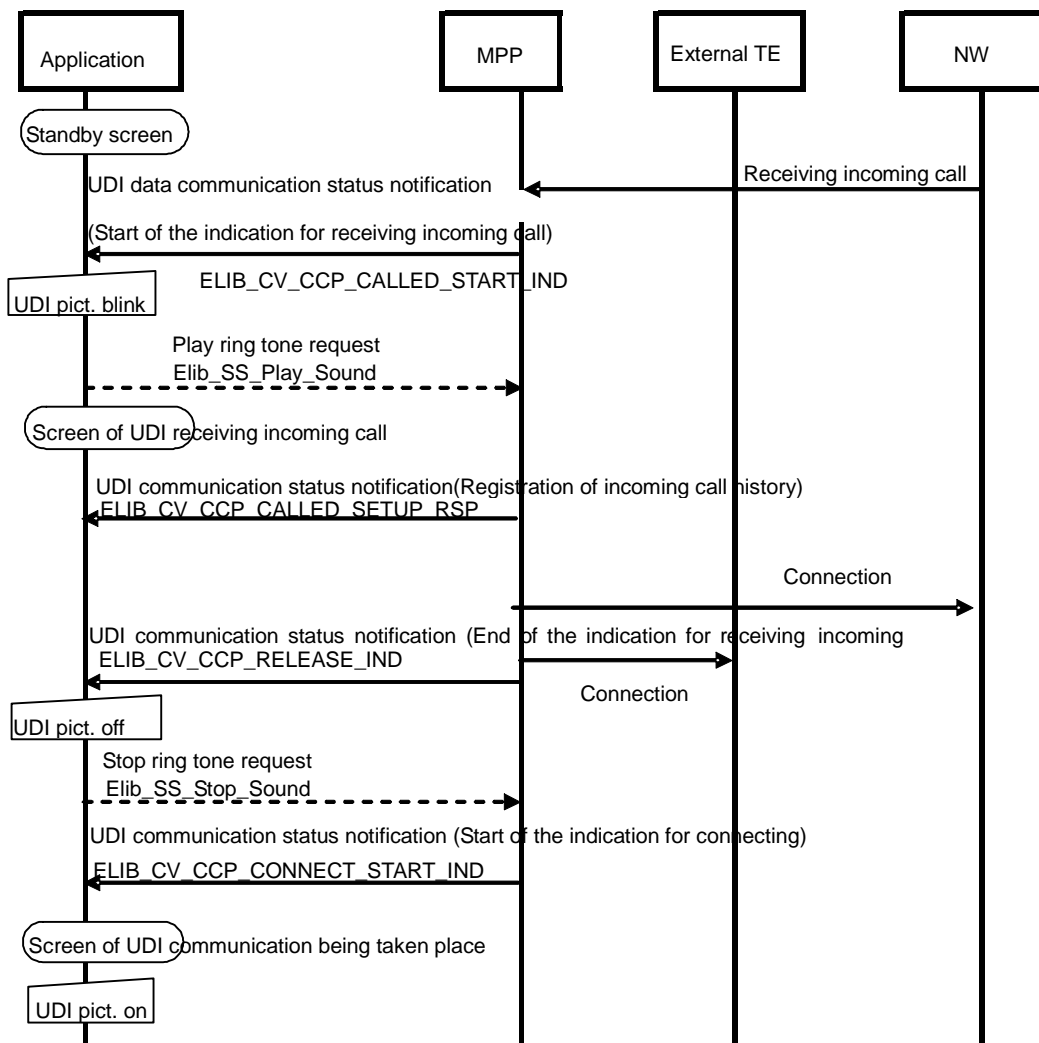 Application
MPP
External TE
NW
Standby screen
Receiving incoming call
UDI data communication status notification
(Start of the indication for receiving incoming call)
ELIB_CV_CCP_CALLED_START_IND
UDI pict. blink
Play ring tone request
Elib_SS_Play_Sound
Screen of UDI receiving incoming call
UDI communication status notification(Registration of incoming call history)
ELIB_CV_CCP_CALLED_SETUP_RSP
Connection
UDI communication status notification (End of the indication for receiving incoming
ELIB_CV_CCP_RELEASE_IND
Connection
UDI pict. off
Stop ring tone request
Elib_SS_Stop_Sound
UDI communication status notification (Start of the indication for connecting)
ELIB_CV_CCP_CONNECT_START_IND
Screen of UDI communication being taken place
UDI pict. on